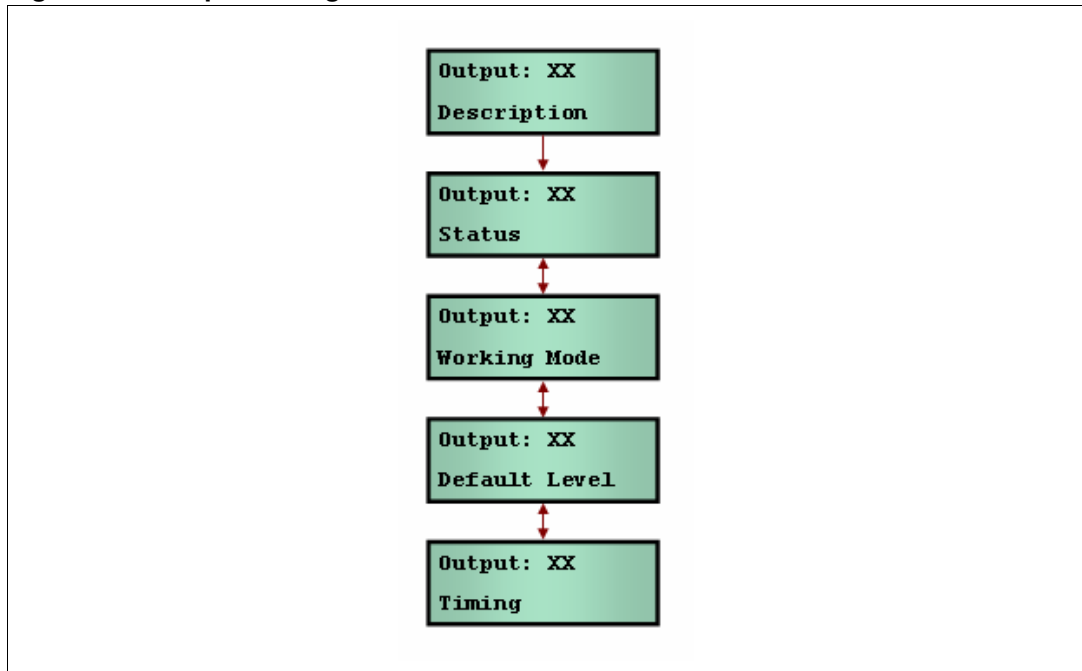 Output: XX
Description
Output: XX
Status
Output: XX
Working Mode
Output: XX
Default Level
Output: XX
Timing